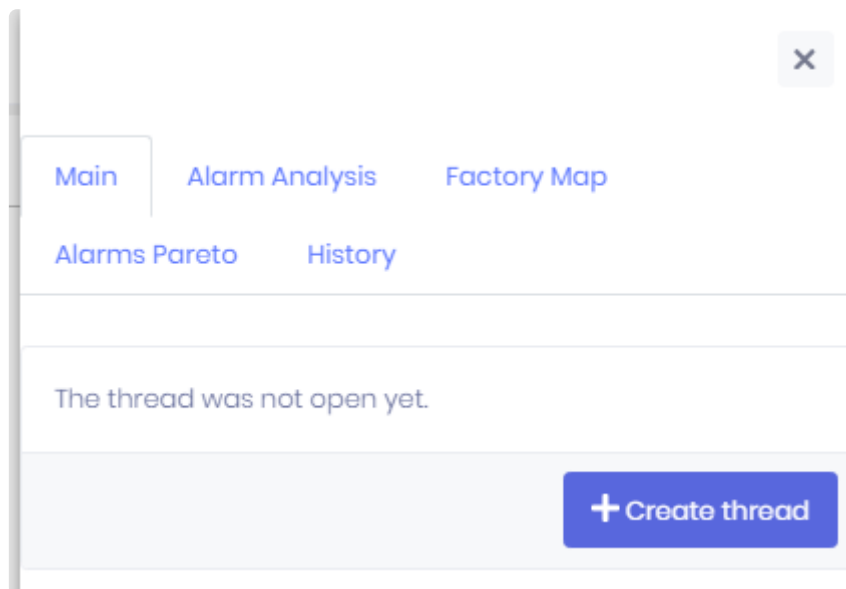 Main Alarm Analysis Factory Map
Alarms Pareto History
The thread was not open yet.
Create thread